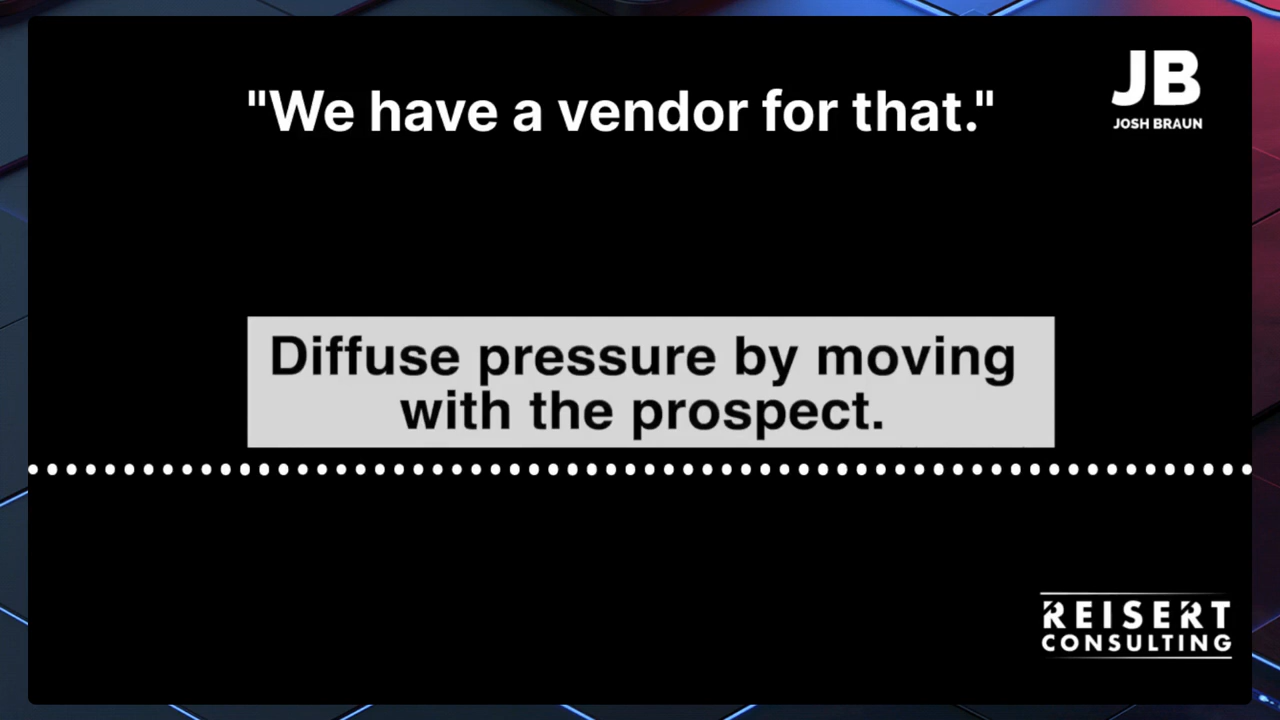 "We have a vendor for that."
JB
JOSH BRAUN
Diffuse pressure by moving
with the prospect.
REISERT
CONSULTING